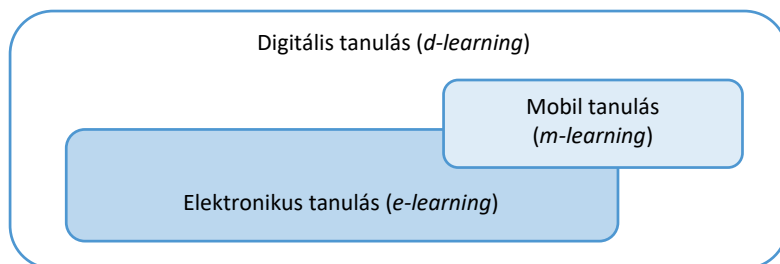 Digitális tanulás (d-learning)
Mobil tanulás
(m-learning)
Elektronikus tanulás (e-learning)